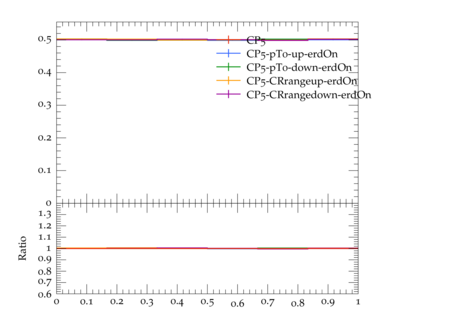 0.5
CP5
CP5-pTo-up-erdOn
CP5-pTo-down-erdOn
0.4
CP5-CRrangeup-erdOn
CP5-CRrangedown-erdOn
0.3
0.2
0.1
0
Ratio
1.3
1.2
1.1
1
0.9
0.8
0.7
0.6
0 0.1 0.2 0.3 0.4 0.5 0.6 0.7 0.8 0.9 1